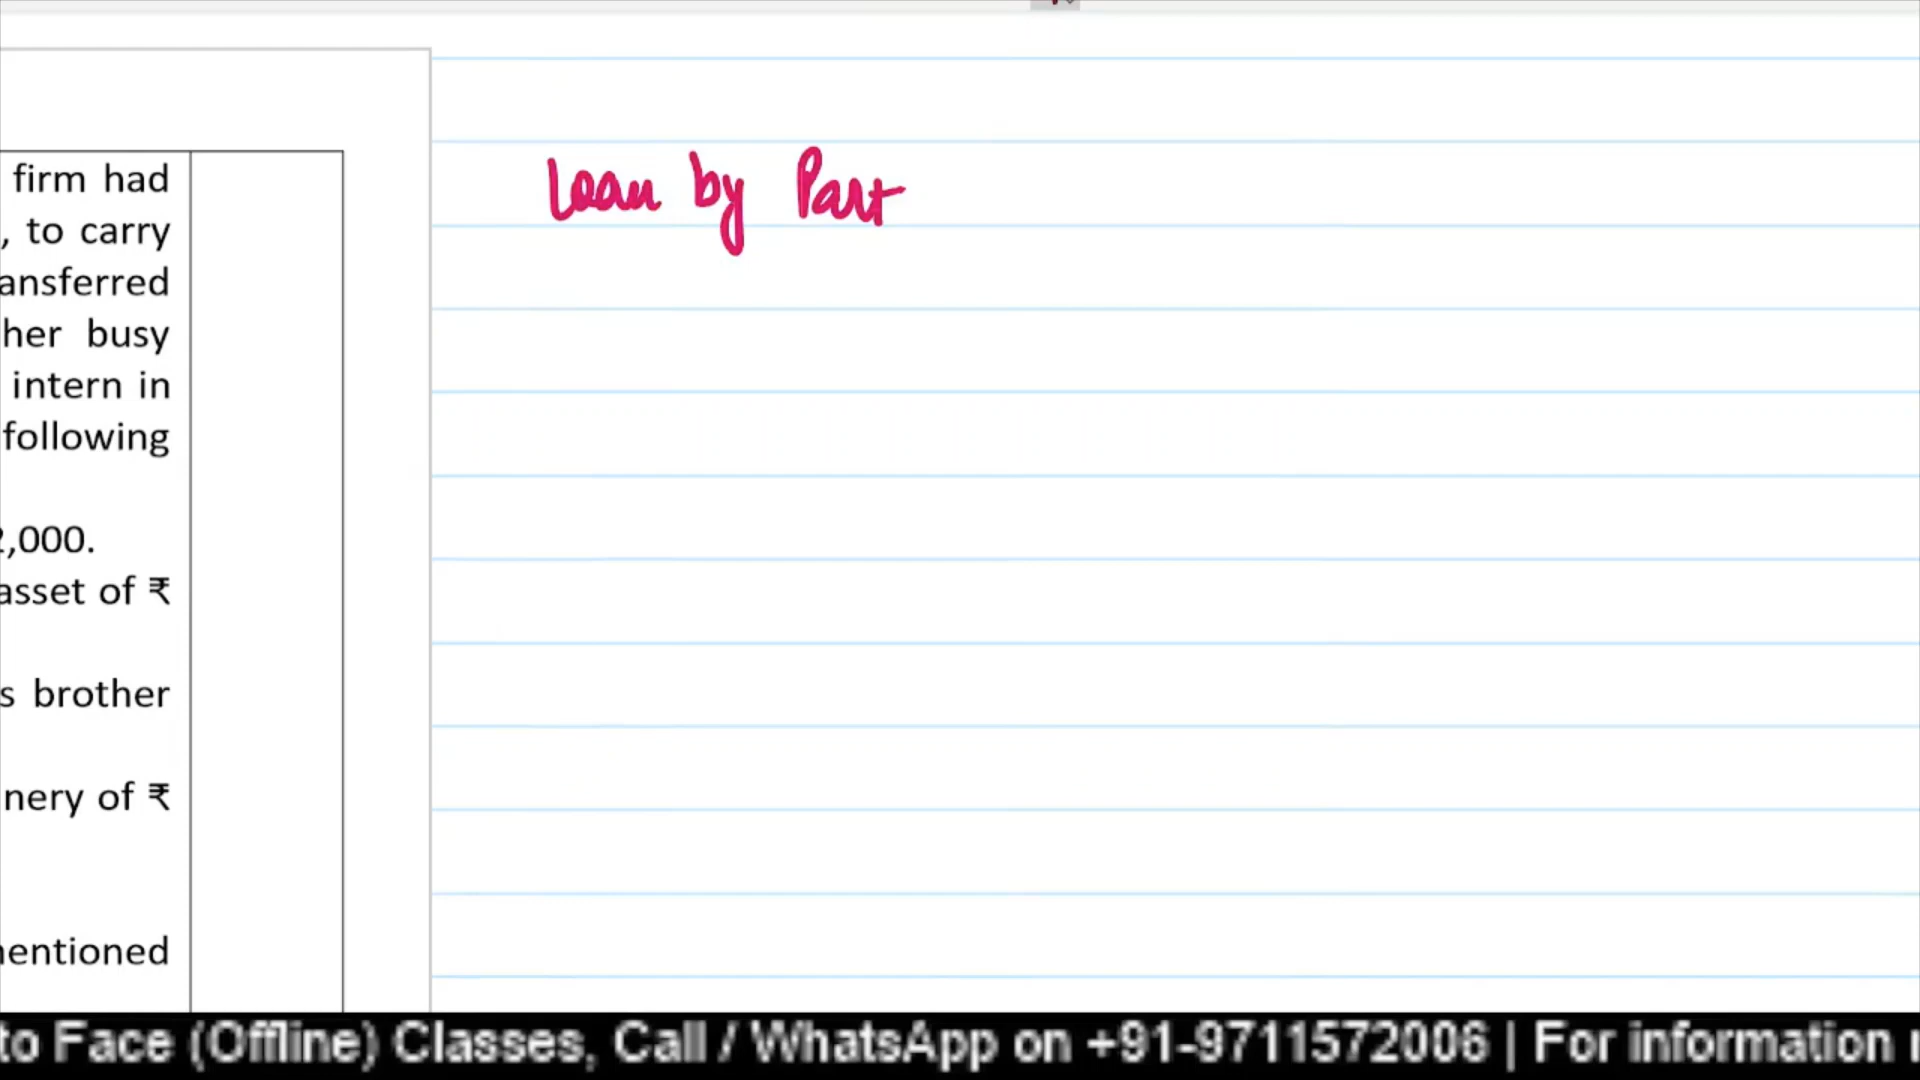 firm had
, to carry
ansferred
her busy
intern in
following
2,000.
asset of ₹
s brother
nery of ₹
entioned
Loan by Part
to Face (Offline) Classes, Call / WhatsApp on +91-9711572006 | For information